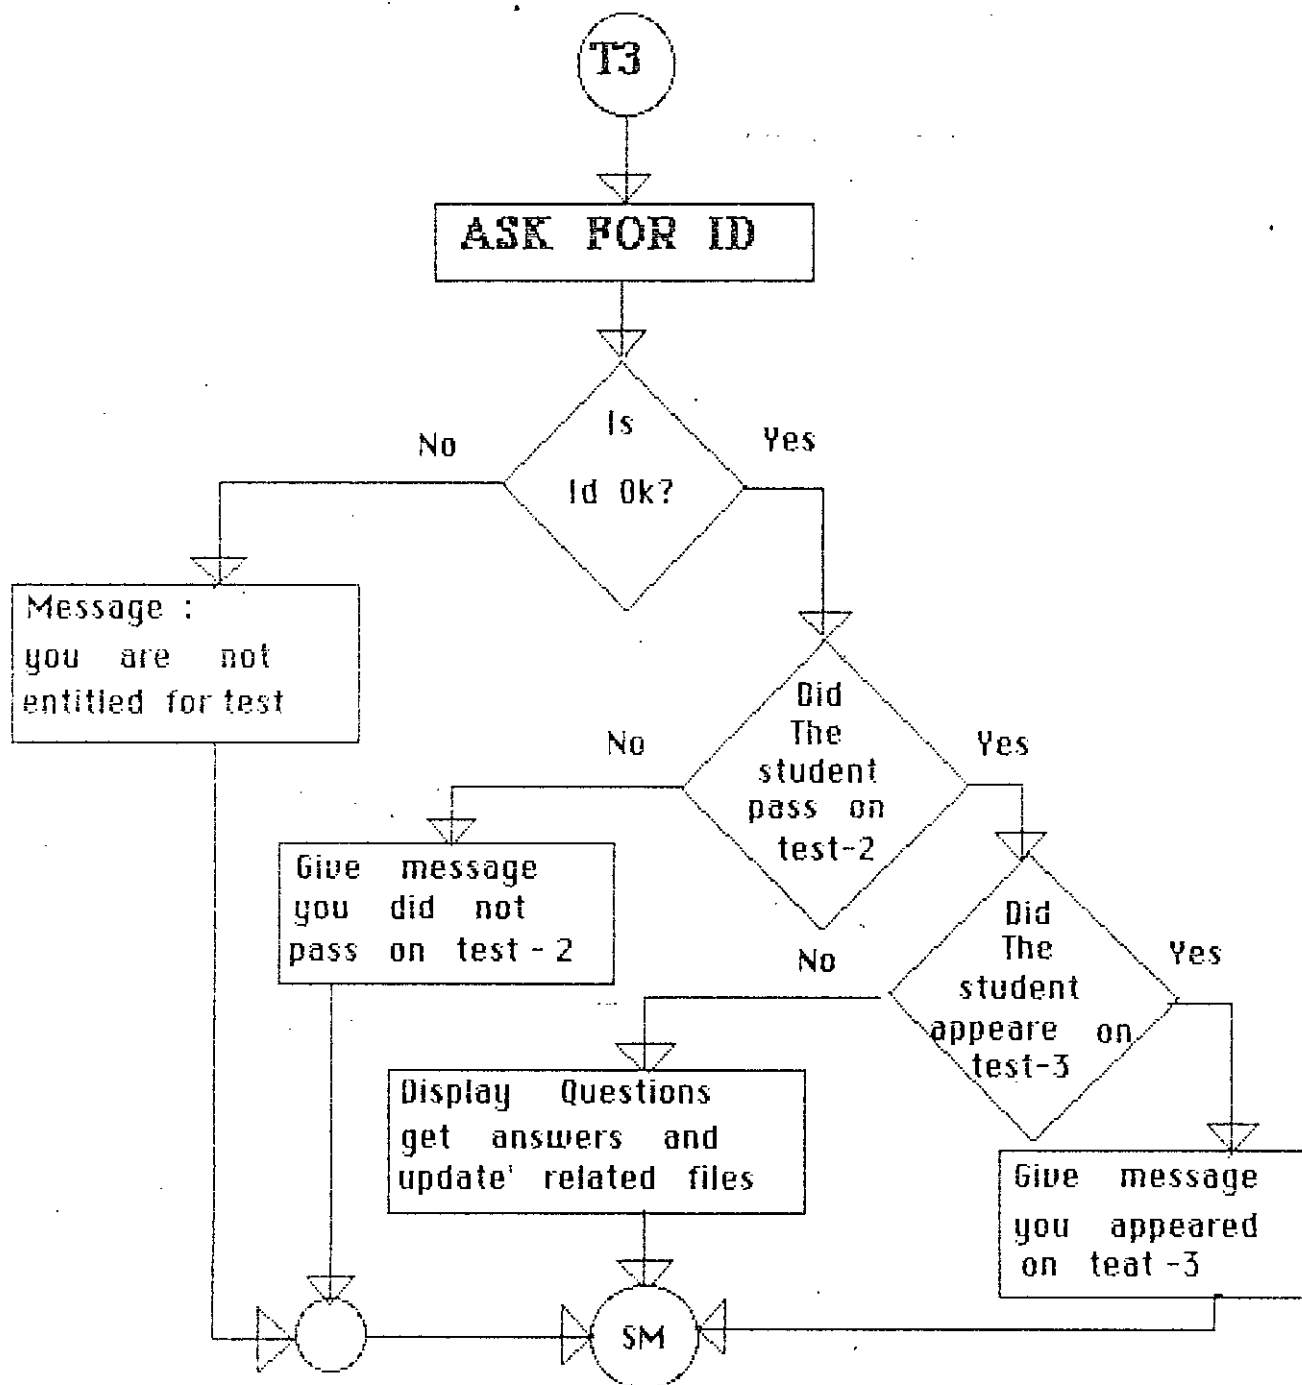 T3
ASK FOR ID
Is
Id Ok?
No
Yes
Message :
you are not
entitled for test
Did
The
student
pass on
test-2
No
Yes
Give message
you did not
pass on test - 2
Did
The
student
appeare on
test-3
No
Yes
Display Questions
get answers and
update' related files
Give message
you appeared
on teat -3
SM